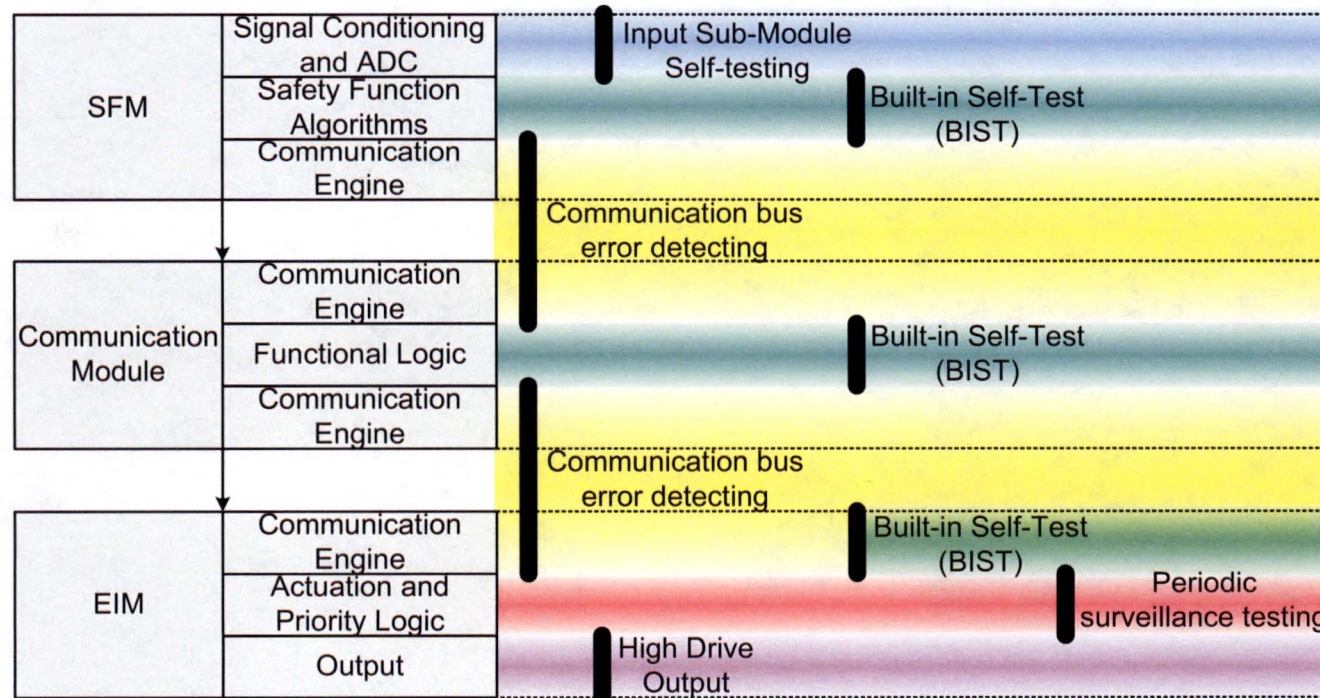 SFM
Signal Conditioning
and ADC
Input Sub-Module
Self-testing
Safety Function
Algorithms
Built-in Self-Test
(BIST)
Communication
Engine
Communication bus
error detecting
Communication
Module
Communication
Engine
Functional Logic
Built-in Self-Test
(BIST)
Communication
Engine
Communication bus
error detecting
EIM
Communication
Engine
Built-in Self-Test
(BIST)
Actuation and
Priority Logic
Periodic
surveillance testing
Output
High Drive
Output